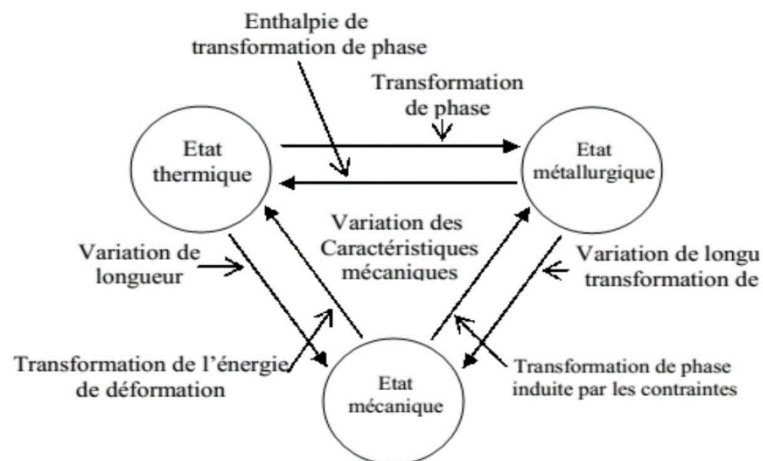 Enthalpie de
transformation de phase
Transformation
de phase
Etat
thermique
Etat
métallurgique
Variation des
Caractéristiques
mécaniques
Variation de
longueur
Variation de longu
transformation de
Transformation de l'énergie
de déformation
Etat
mécanique
Transformation de phase
induite par les contraintes